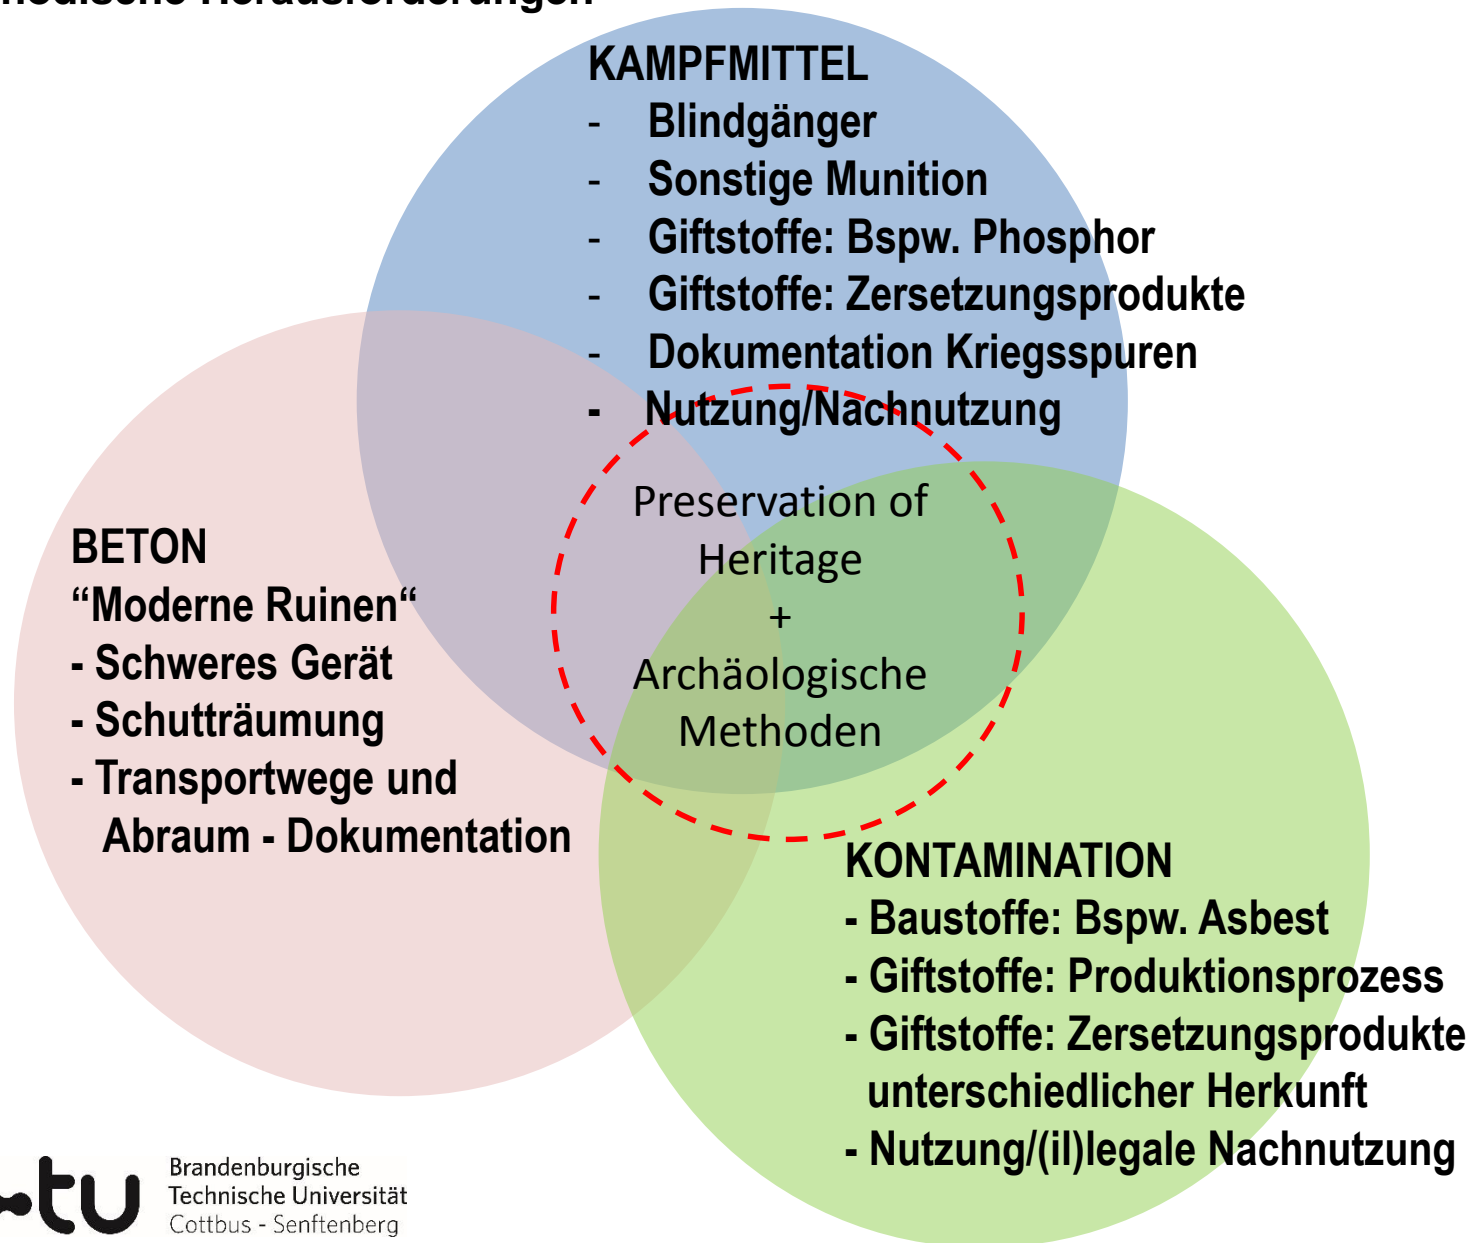 Herausforderungen
KAMPFMITTEL
- Blindgänger
- Sonstige Munition
- Giftstoffe: Bspw. Phosphor
- Giftstoffe: Zersetzungsprodukte
- Dokumentation Kriegsspuren
- Nutzung/Nachnutzung
Preservation of
Heritage
+
Archäologische
Methoden
BETON
“Moderne Ruinen“
- Schweres Gerät
- Schutträumung
- Transportwege und
Abraum - Dokumentation
KONTAMINATION
- Baustoffe: Bspw. Asbest
- Giftstoffe: Produktionsprozess
- Giftstoffe: Zersetzungsprodukte
unterschiedlicher Herkunft
- Nutzung/(il)legale Nachnutzung
tu
Brandenburgische
Technische Universität
Cottbus - Senftenberg